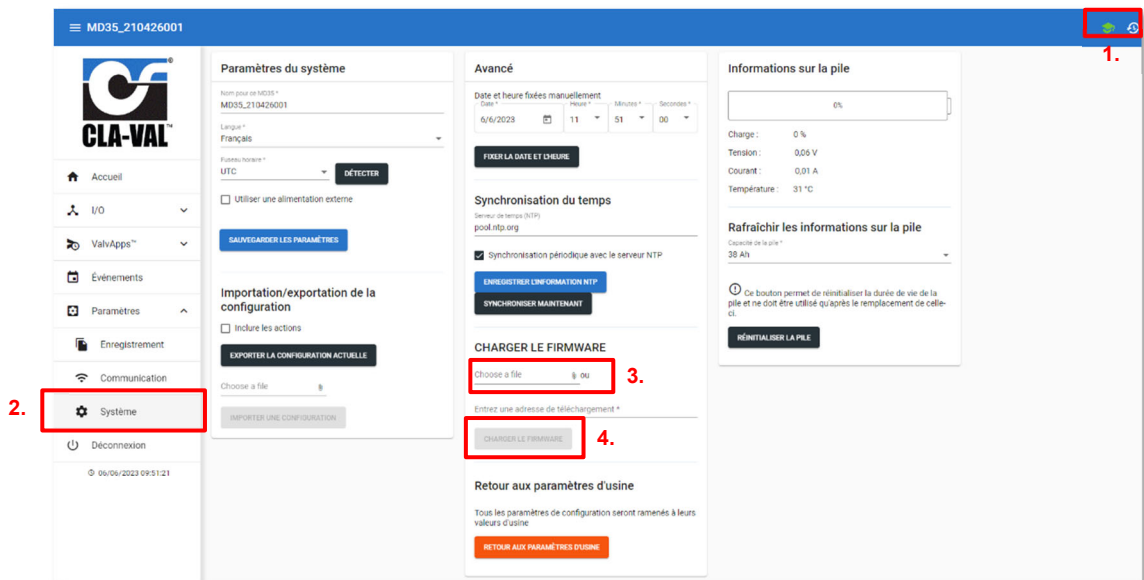 MD35_210426001
1.
CLA-VAL™
Accueil
I/O
ValvApps™
Événements
Paramètres
Enregistrement
Communication
2.
Système
Déconnexion
06/06/2023 09:51:21
Paramètres du système
Nom pour ce MD35 *
MD35_210426001
Langue *
Français
Fuseau horaire *
UTC
DÉTECTER
Utiliser une alimentation externe
SAUVEGARDER LES PARAMÈTRES
Importation/exportation de la
configuration
Inclure les actions
EXPORTER LA CONFIGURATION ACTUELLE
Choose a file
IMPORTER UNE CONFIGURATION
Avancé
Date et heure fixées manuellement
Date * Heure * Minutes * Secondes *
6/6/2023 11 51 00
FIXER LA DATE ET L'HEURE
Synchronisation du temps
Serveur de temps (NTP)
pool.ntp.org
Synchronisation périodique avec le serveur NTP
ENREGISTRER L'INFORMATION NTP
SYNCHRONISER MAINTENANT
CHARGER LE FIRMWARE
Choose a file ou
3.
Entrez une adresse de téléchargement *
CHARGER LE FIRMWARE
4.
Retour aux paramètres d'usine
Tous les paramètres de configuration seront ramenés à leurs
valeurs d'usine
RETOUR AUX PARAMÈTRES D'USINE
Informations sur la pile
0%
Charge : 0 %
Tension : 0,06 V
Courant : 0,01 A
Température : 31 °C
Rafraîchir les informations sur la pile
Capacité de la pile *
38 Ah
Ce bouton permet de réinitialiser la durée de vie de la
pile et ne doit être utilisé qu'après le remplacement de celle-
ci.
RÉINITIALISER LA PILE